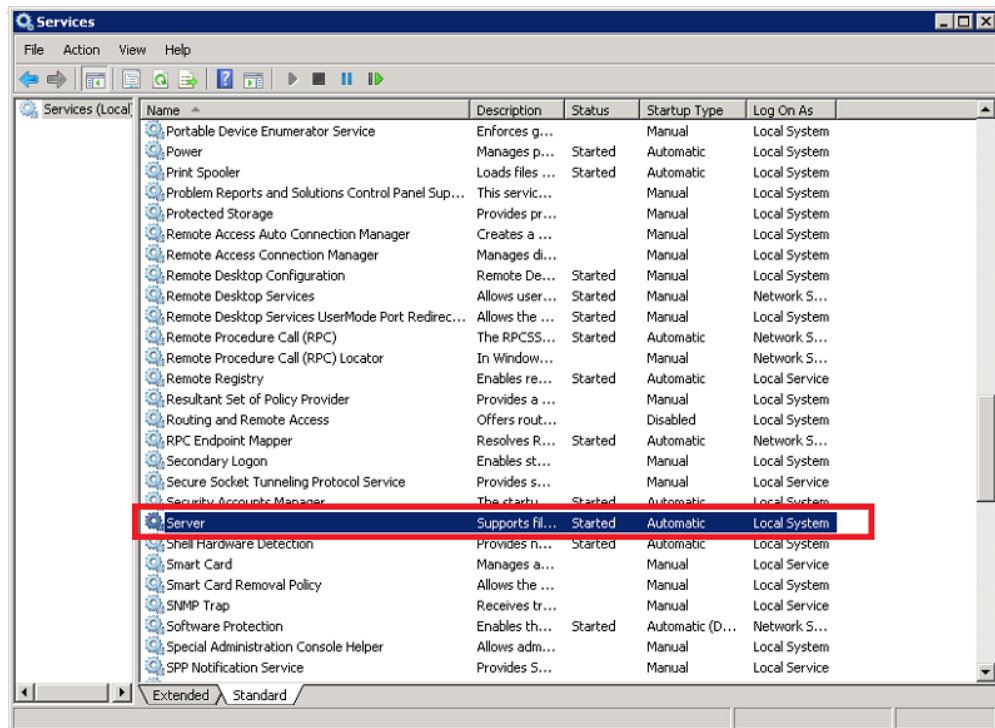 Services
File Action View Help
Services (Local)
Name Description Status Startup Type Log On As
Portable Device Enumerator Service Enforces g... Manual Local System
Power Manages p... Started Automatic Local System
Print Spooler Loads files ... Started Automatic Local System
Problem Reports and Solutions Control Panel Sup... This servic... Manual Local System
Protected Storage Provides pr... Manual Local System
Remote Access Auto Connection Manager Creates a ... Manual Local System
Remote Access Connection Manager Manages di... Manual Local System
Remote Desktop Configuration Remote De... Started Manual Local System
Remote Desktop Services Allows user... Started Manual Network S...
Remote Desktop Services UserMode Port Redirec... Allows the ... Started Manual Local System
Remote Procedure Call (RPC) The RPCSS... Started Automatic Network S...
Remote Procedure Call (RPC) Locator In Window... Manual Network S...
Remote Registry Enables re... Started Automatic Local Service
Resultant Set of Policy Provider Provides a ... Manual Local System
Routing and Remote Access Offers rout... Disabled Local System
RPC Endpoint Mapper Resolves R... Started Automatic Network S...
Secondary Logon Enables st... Manual Local System
Secure Socket Tunneling Protocol Service Provides s... Manual Local Service
Security Accounts Manager The startu... Started Automatic Local System
Server Supports fil... Started Automatic Local System
Shell Hardware Detection Provides n... Started Automatic Local System
Smart Card Manages a... Manual Local Service
Smart Card Removal Policy Allows the ... Manual Local System
SNMP Trap Receives tr... Manual Local Service
Software Protection Enables th... Started Automatic (D... Network S...
Special Administration Console Helper Allows adm... Manual Local System
SPP Notification Service Provides S... Manual Local Service
Extended Standard